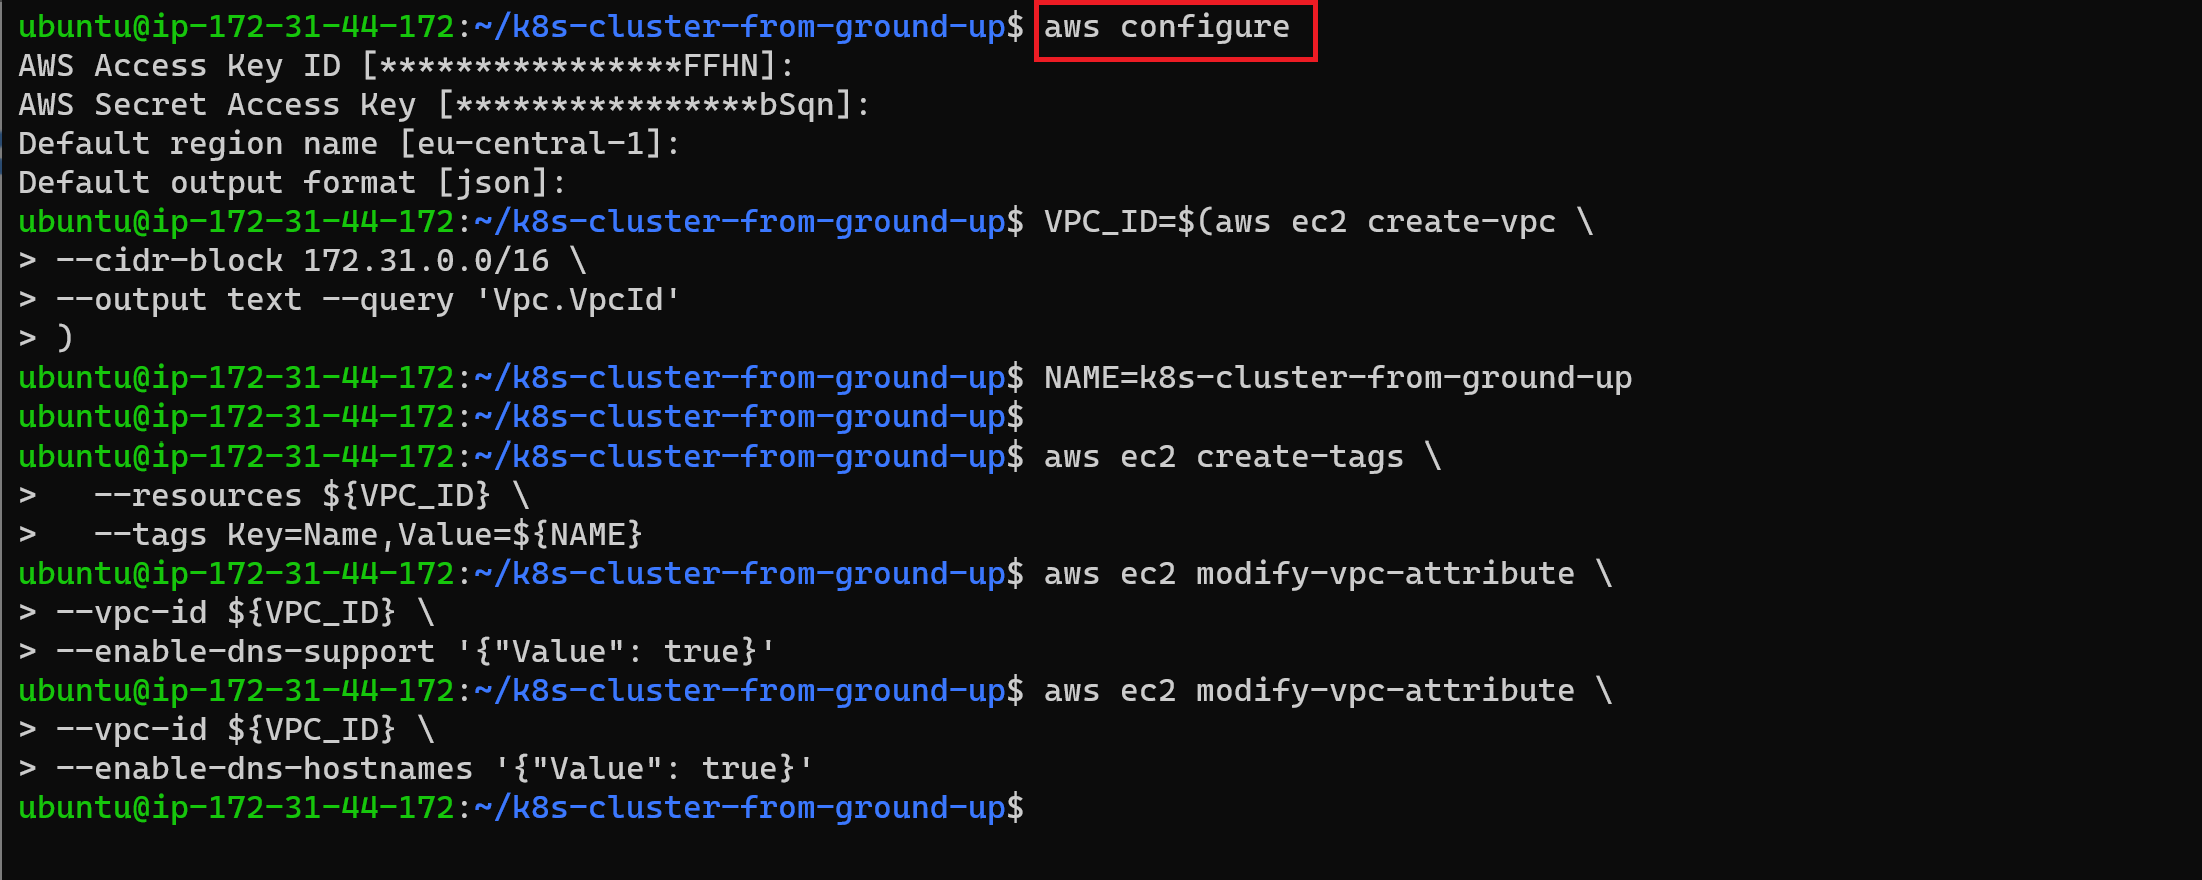 ubuntu@ip-172-31-44-172:~/k8s-cluster-from-ground-up$ aws configure
AWS Access Key ID [****************FFHN]:
AWS Secret Access Key [****************bSqn]:
Default region name [eu-central-1]:
Default output format [json]:
ubuntu@ip-172-31-44-172:~/k8s-cluster-from-ground-up$ VPC_ID=$(aws ec2 create-vpc \
> --cidr-block 172.31.0.0/16 \
> --output text --query 'Vpc.VpcId'
> )
ubuntu@ip-172-31-44-172:~/k8s-cluster-from-ground-up$ NAME=k8s-cluster-from-ground-up
ubuntu@ip-172-31-44-172:~/k8s-cluster-from-ground-up$
ubuntu@ip-172-31-44-172:~/k8s-cluster-from-ground-up$ aws ec2 create-tags \
>   --resources ${VPC_ID} \
>   --tags Key=Name,Value=${NAME}
ubuntu@ip-172-31-44-172:~/k8s-cluster-from-ground-up$ aws ec2 modify-vpc-attribute \
> --vpc-id ${VPC_ID} \
> --enable-dns-support '{"Value": true}'
ubuntu@ip-172-31-44-172:~/k8s-cluster-from-ground-up$ aws ec2 modify-vpc-attribute \
> --vpc-id ${VPC_ID} \
> --enable-dns-hostnames '{"Value": true}'
ubuntu@ip-172-31-44-172:~/k8s-cluster-from-ground-up$